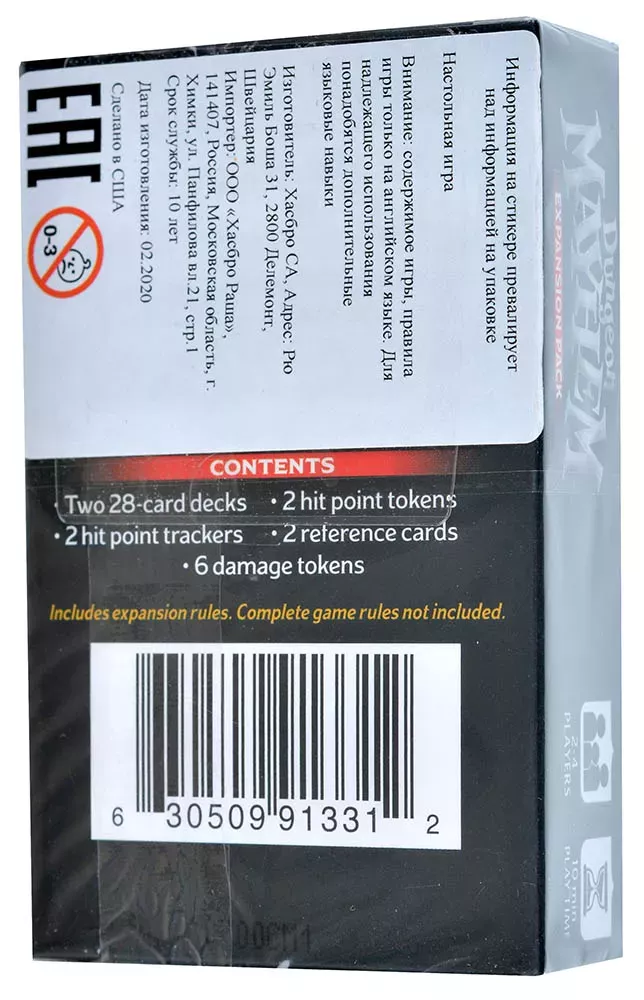 Информация на стикере превалирует
над информацией на упаковке
Настольная игра
Внимание: содержимое игры, правила
игры только на английском языке. Для
надлежащего использования
понадобятся дополнительные
языковые навыки
Изготовитель: Хасбро СА, Адрес: Рю
Эмиль Боша 31, 2800 Делемонт,
Швейцария
Импортер: ООО «Хасбро Раша»,
141407, Россия, Московская область, г.
Химки, ул. Панфилова вл.21, стр.1
Срок службы: 10 лет
Дата изготовления: 02.2020
Сделано в США
EAC
0-3
CONTENTS
· Two 28-card decks
· 2 hit point tokens
· 2 hit point trackers
· 2 reference cards
· 6 damage tokens
Includes expansion rules. Complete game rules not included.
6 30509 91331 2
Dungeon
MAYHEM
EXPANSION PACK
2-4
PLAYERS
10 min
PLAYTIME